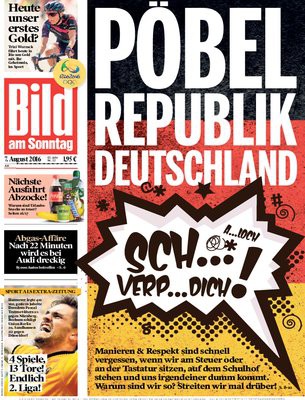 Heute
unser
erstes
Gold?
Bild
am Sonntag
7. August 2016
1,95 €
Nächste
Ausfahrt
Abzocke!
Abgas-Affäre
Nach 22 Minuten
wird es bei
Audi dreckig
SPORT ALS EXTRA-ZEITUNG
4 Spiele,
13 Tore!
Endlich
2. Liga!
PÖBEL
REPUBLIK
DEUTSCHLAND
A...LOCH
SCH...
VERP...DICH!
Manieren & Respekt sind schnell
vergessen, wenn wir am Steuer oder
an der Tastatur sitzen, auf dem Schulhof
stehen und uns irgendeiner dumm kommt.
Warum sind wir so? Streiten wir mal drüber!